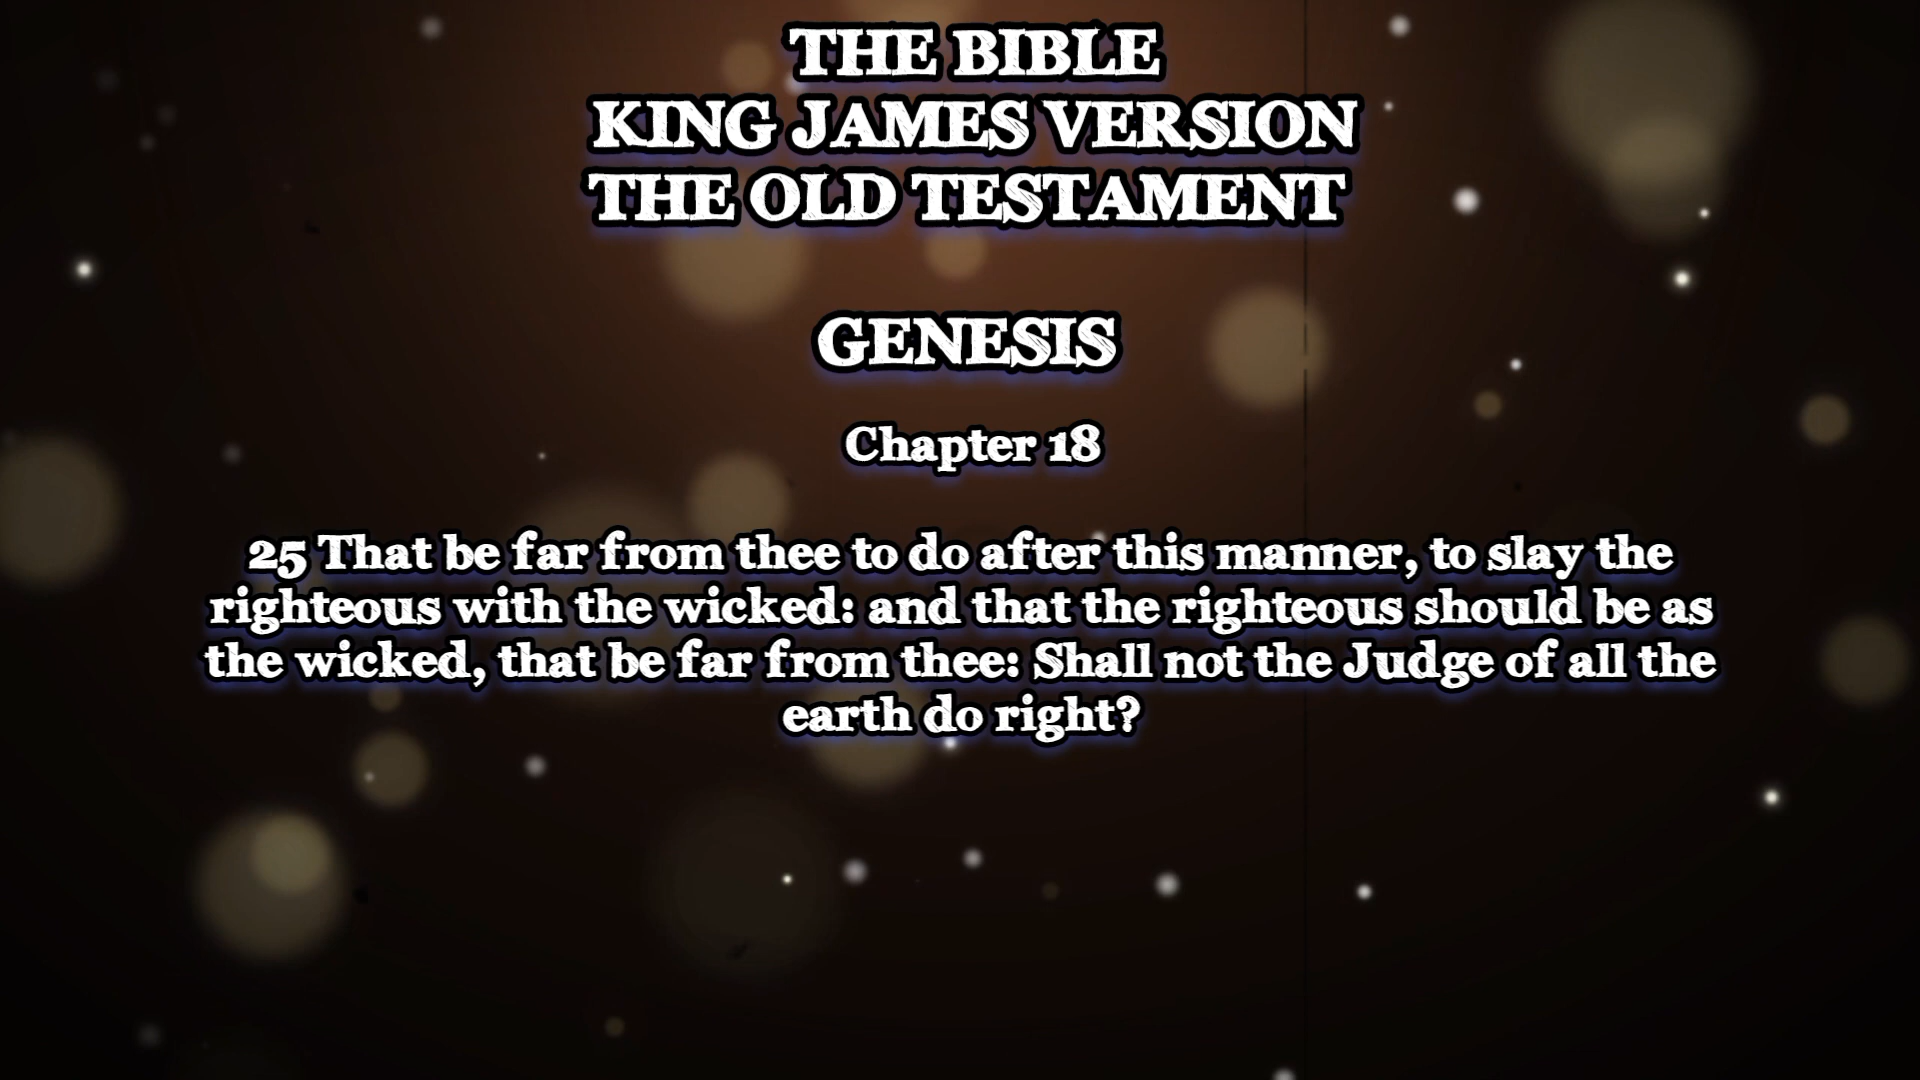 THE BIBLE
KING JAMES VERSION
THE OLD TESTAMENT
GENESIS
Chapter 18
25 That be far from thee to do after this manner, to slay the
righteous with the wicked: and that the righteous should be as
the wicked, that be far from thee: Shall not the Judge of all the
earth do right?